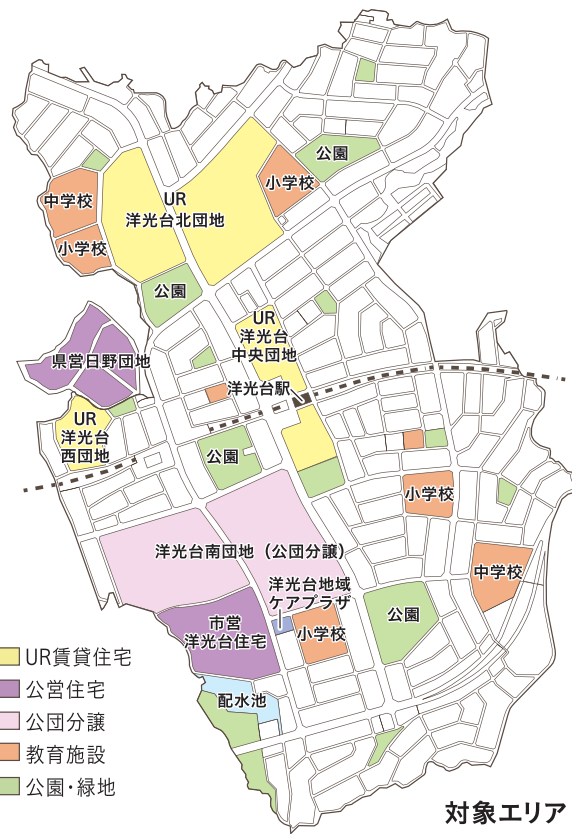 公園
小学校
中学校
UR
洋光台北団地
小学校
公園
UR
洋光台
中央団地
県営日野団地
洋光台駅
UR
洋光台
西団地
公園
小学校
洋光台南団地（公団分譲）
中学校
洋光台地域
ケアプラザ
市営
洋光台住宅
小学校
公園
配水池
UR賃貸住宅
公営住宅
公団分譲
教育施設
公園・緑地
対象エリア